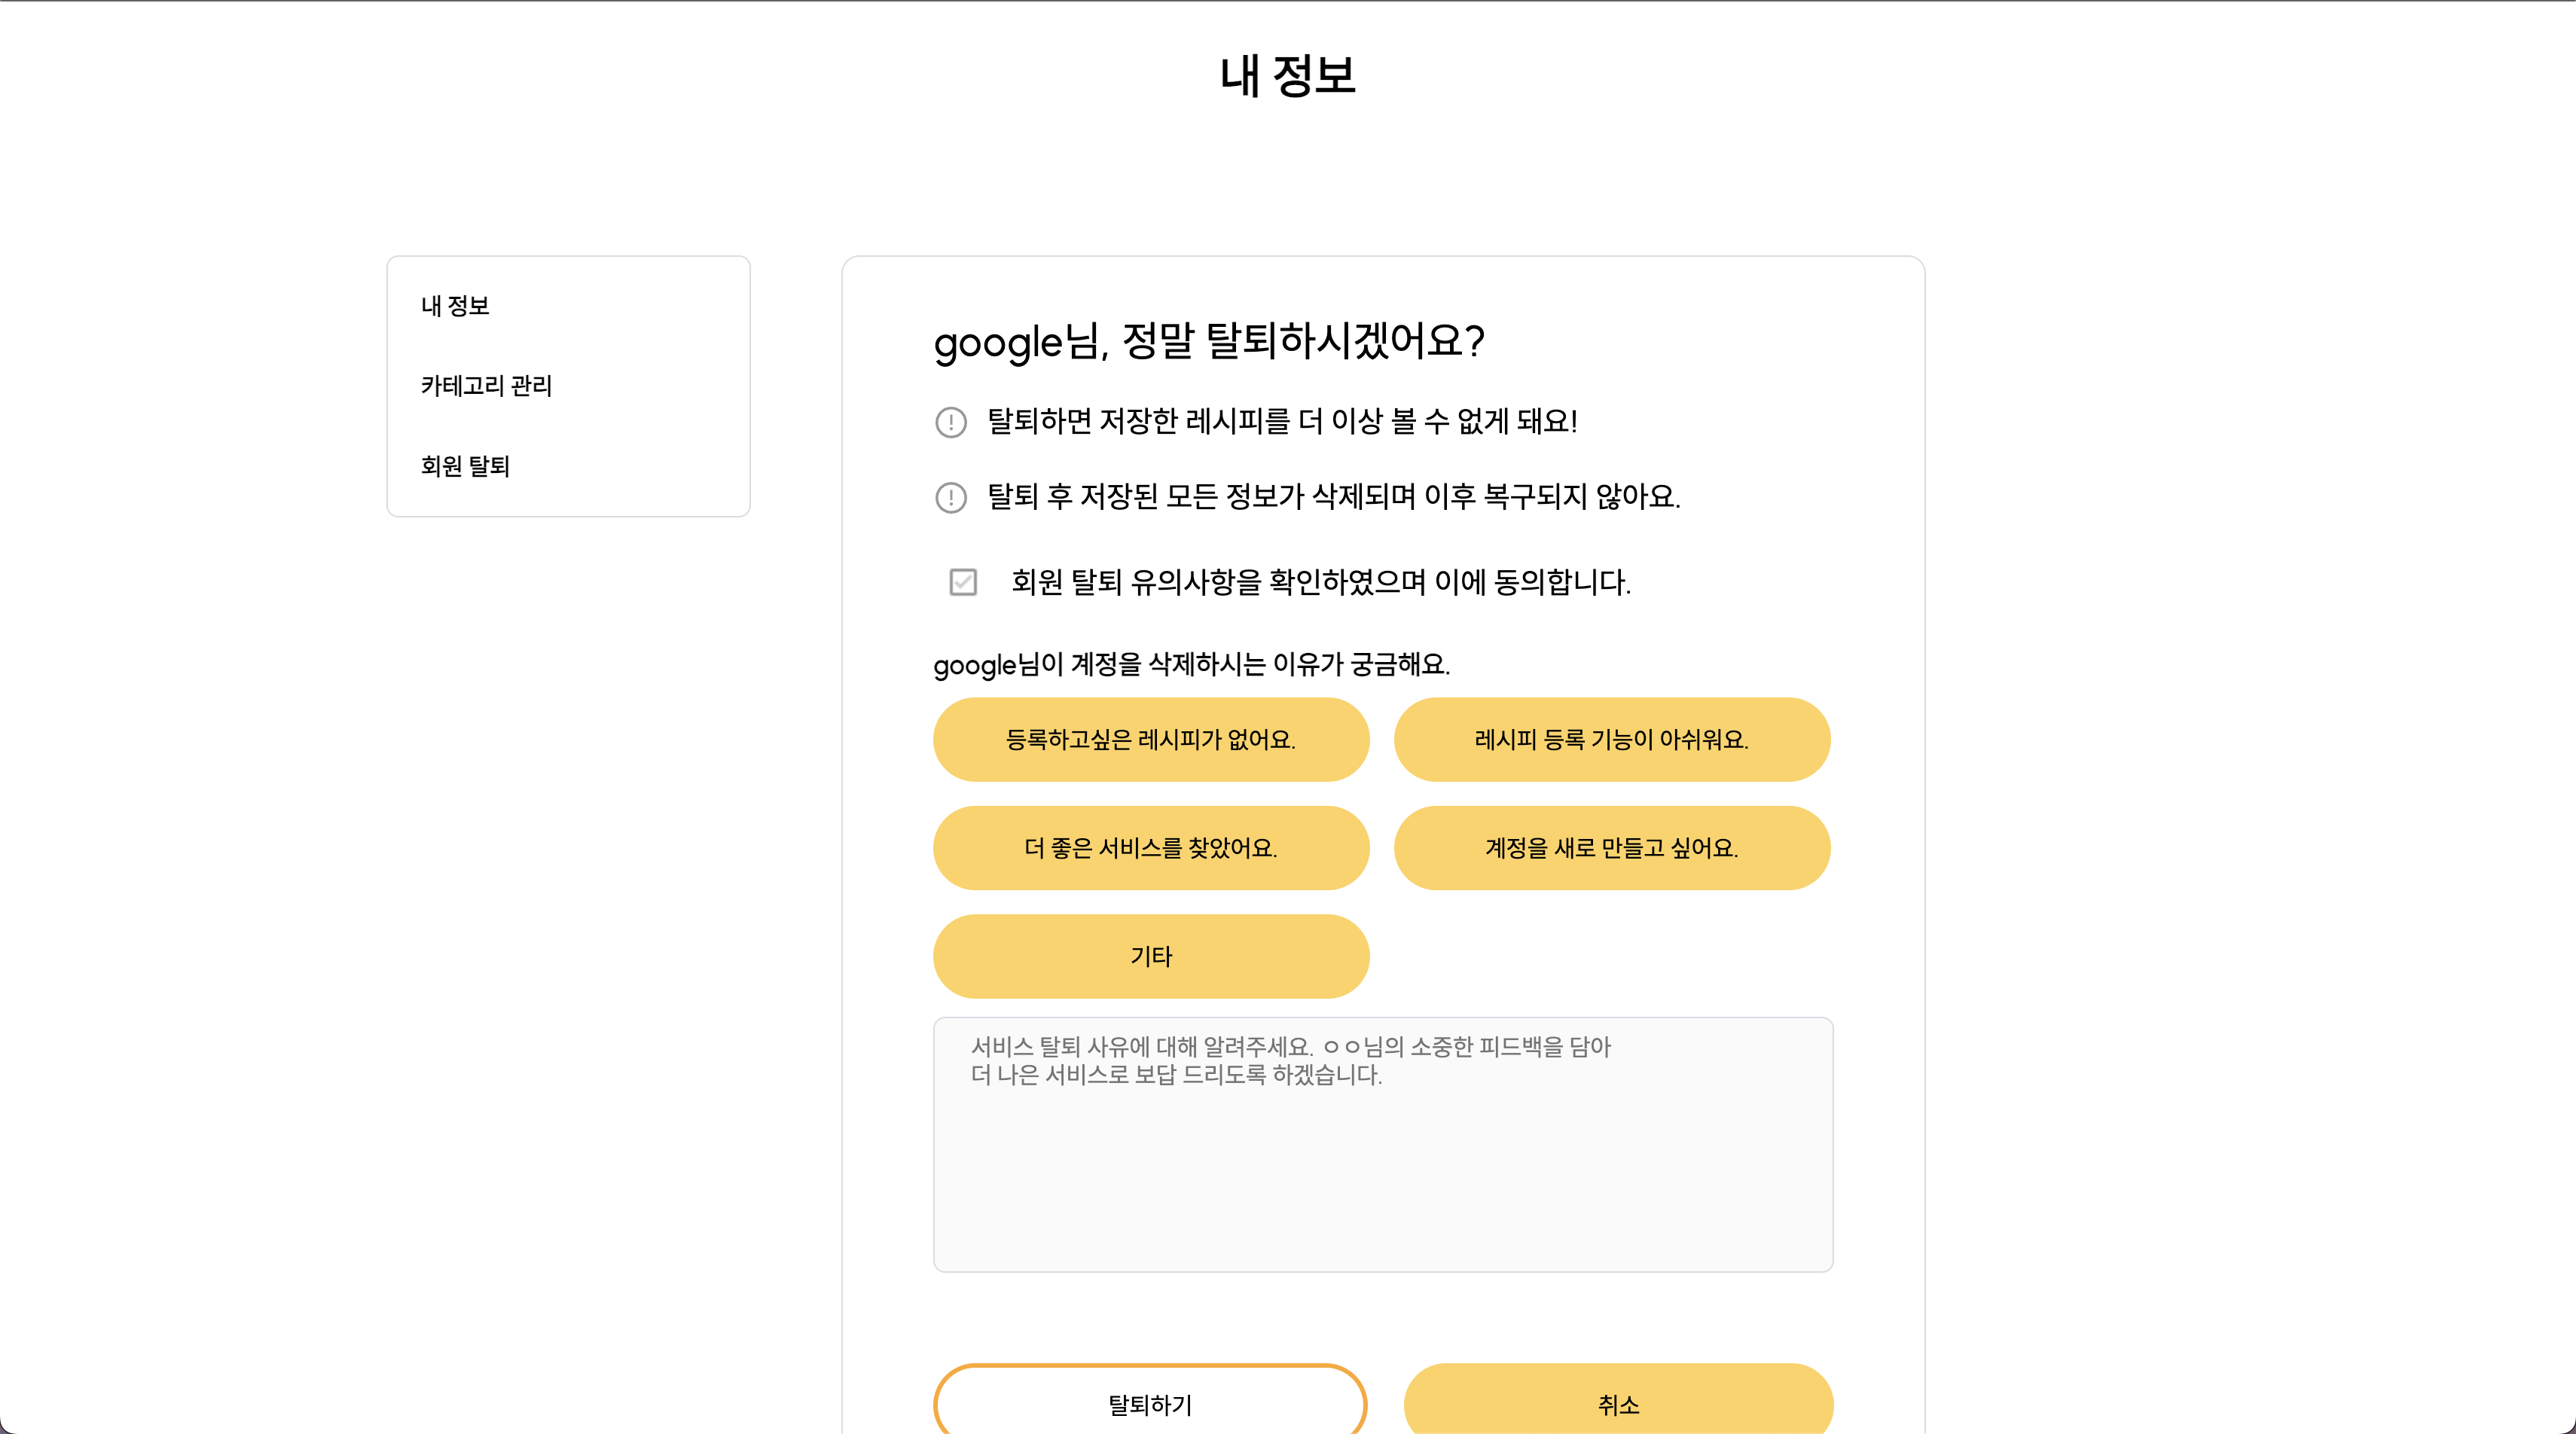 내 정보
내 정보
카테고리 관리
회원 탈퇴
google님, 정말 탈퇴하시겠어요?
탈퇴하면 저장한 레시피를 더 이상 볼 수 없게 돼요!
탈퇴 후 저장된 모든 정보가 삭제되며 이후 복구되지 않아요.
회원 탈퇴 유의사항을 확인하였으며 이에 동의합니다.
google님이 계정을 삭제하시는 이유가 궁금해요.
등록하고싶은 레시피가 없어요.
레시피 등록 기능이 아쉬워요.
더 좋은 서비스를 찾았어요.
계정을 새로 만들고 싶어요.
기타
서비스 탈퇴 사유에 대해 알려주세요. ㅇㅇ님의 소중한 피드백을 담아
더 나은 서비스로 보답 드리도록 하겠습니다.
탈퇴하기
취소